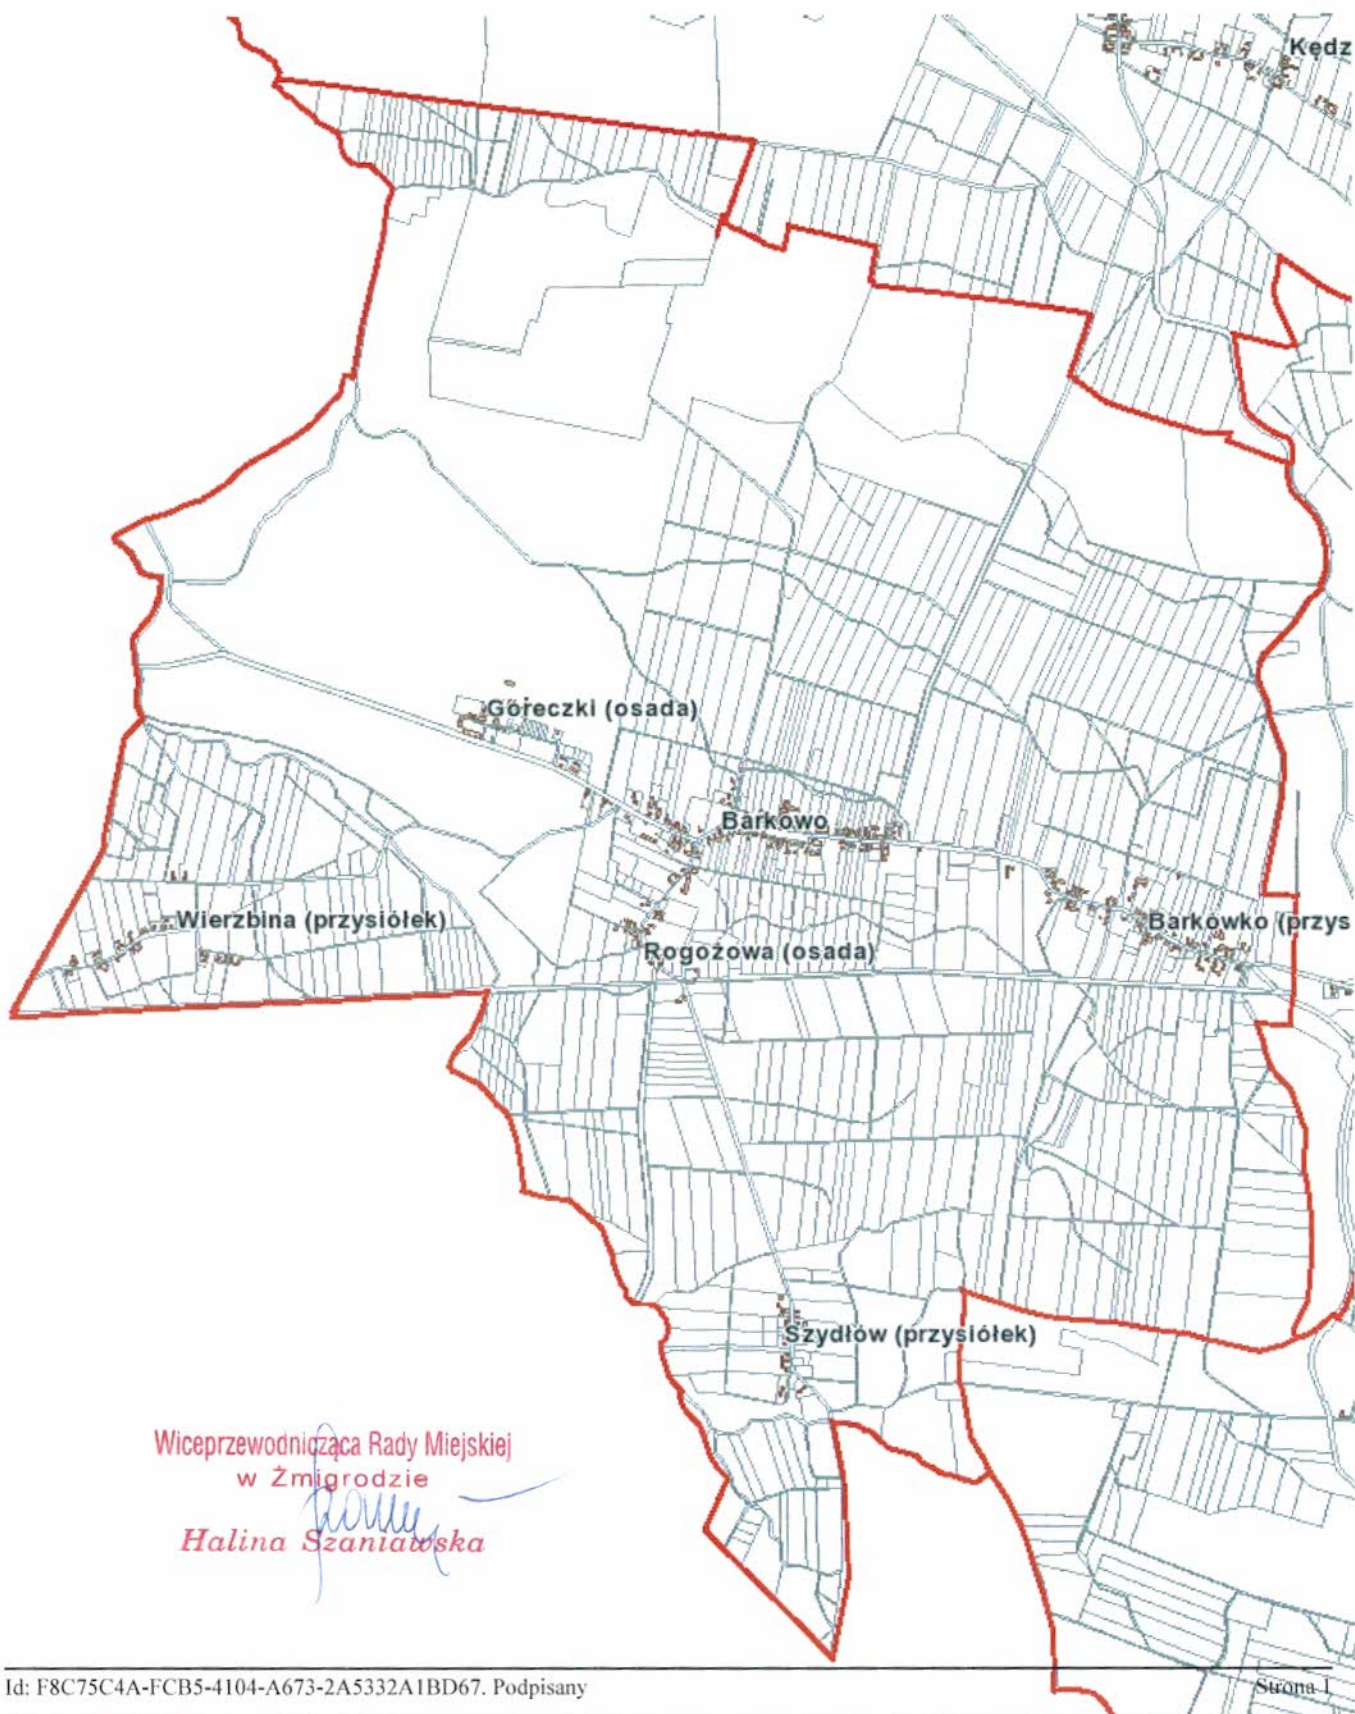 Kędz
Góreczki (osada)
Barkowo
Wierzbina (przysiółek)
Barkówko (przys
Rogożowa (osada)
Szydłów (przysiółek)
Wiceprzewodnicząca Rady Miejskiej
w Żmigrodzie
Halina Szaniawska
Id: F8C75C4A-FCB5-4104-A673-2A5332A1BD67. Podpisany
Strona 1